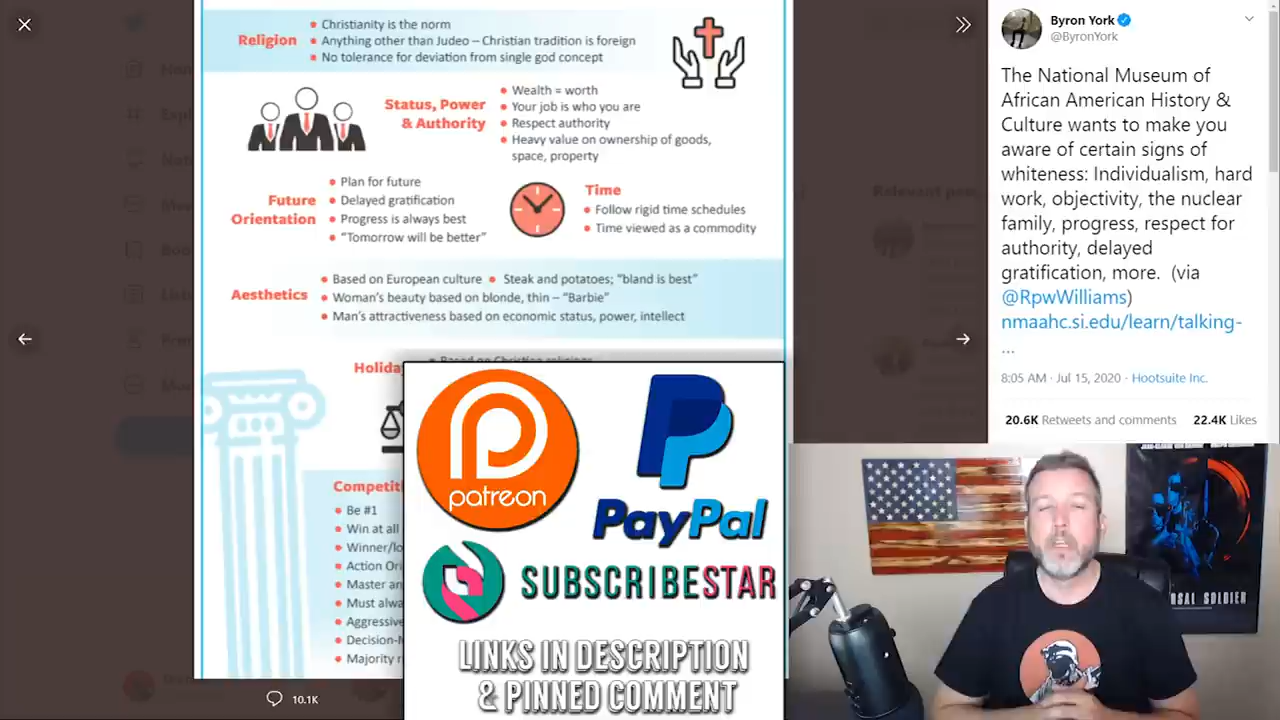 Religion
• Christianity is the norm
• Anything other than Judeo – Christian tradition is foreign
• No tolerance for deviation from single god concept
Status, Power
& Authority
• Wealth = worth
• Your job is who you are
• Respect authority
• Heavy value on ownership of goods,
space, property
Future
Orientation
• Plan for future
• Delayed gratification
• Progress is always best
• “Tomorrow will be better”
Time
• Follow rigid time schedules
• Time viewed as a commodity
Aesthetics
• Based on European culture • Steak and potatoes; “bland is best”
• Woman’s beauty based on blonde, thin – “Barbie”
• Man’s attractiveness based on economic status, power, intellect
Holiday
• Based on Christian religions
Competiti
• Be #1
• Win at all
• Winner/lo
• Action Ori
• Master an
• Must alwa
• Aggressive
• Decision-M
• Majority r
10.1K
patreon
PayPal
SUBSCRIBESTAR
LINKS IN DESCRIPTION
& PINNED COMMENT
Byron York
@ByronYork
The National Museum of
African American History &
Culture wants to make you
aware of certain signs of
whiteness: Individualism, hard
work, objectivity, the nuclear
family, progress, respect for
authority, delayed
gratification, more. (via
@RpwWilliams)
nmaahc.si.edu/learn/talking-
...
8:05 AM · Jul 15, 2020 · Hootsuite Inc.
20.6K Retweets and comments 22.4K Likes
SAL SOLDIER